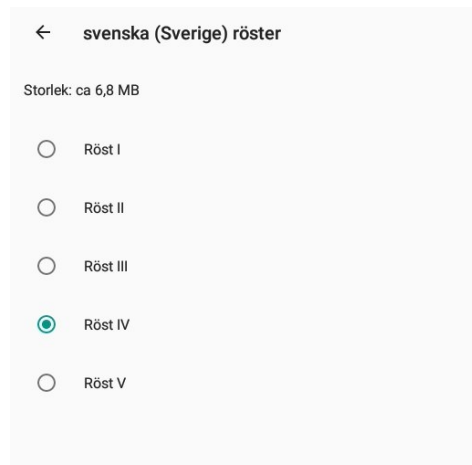 svenska (Sverige) röster
Storlek: ca 6,8 MB
Röst I
Röst II
Röst III
Röst IV
Röst V